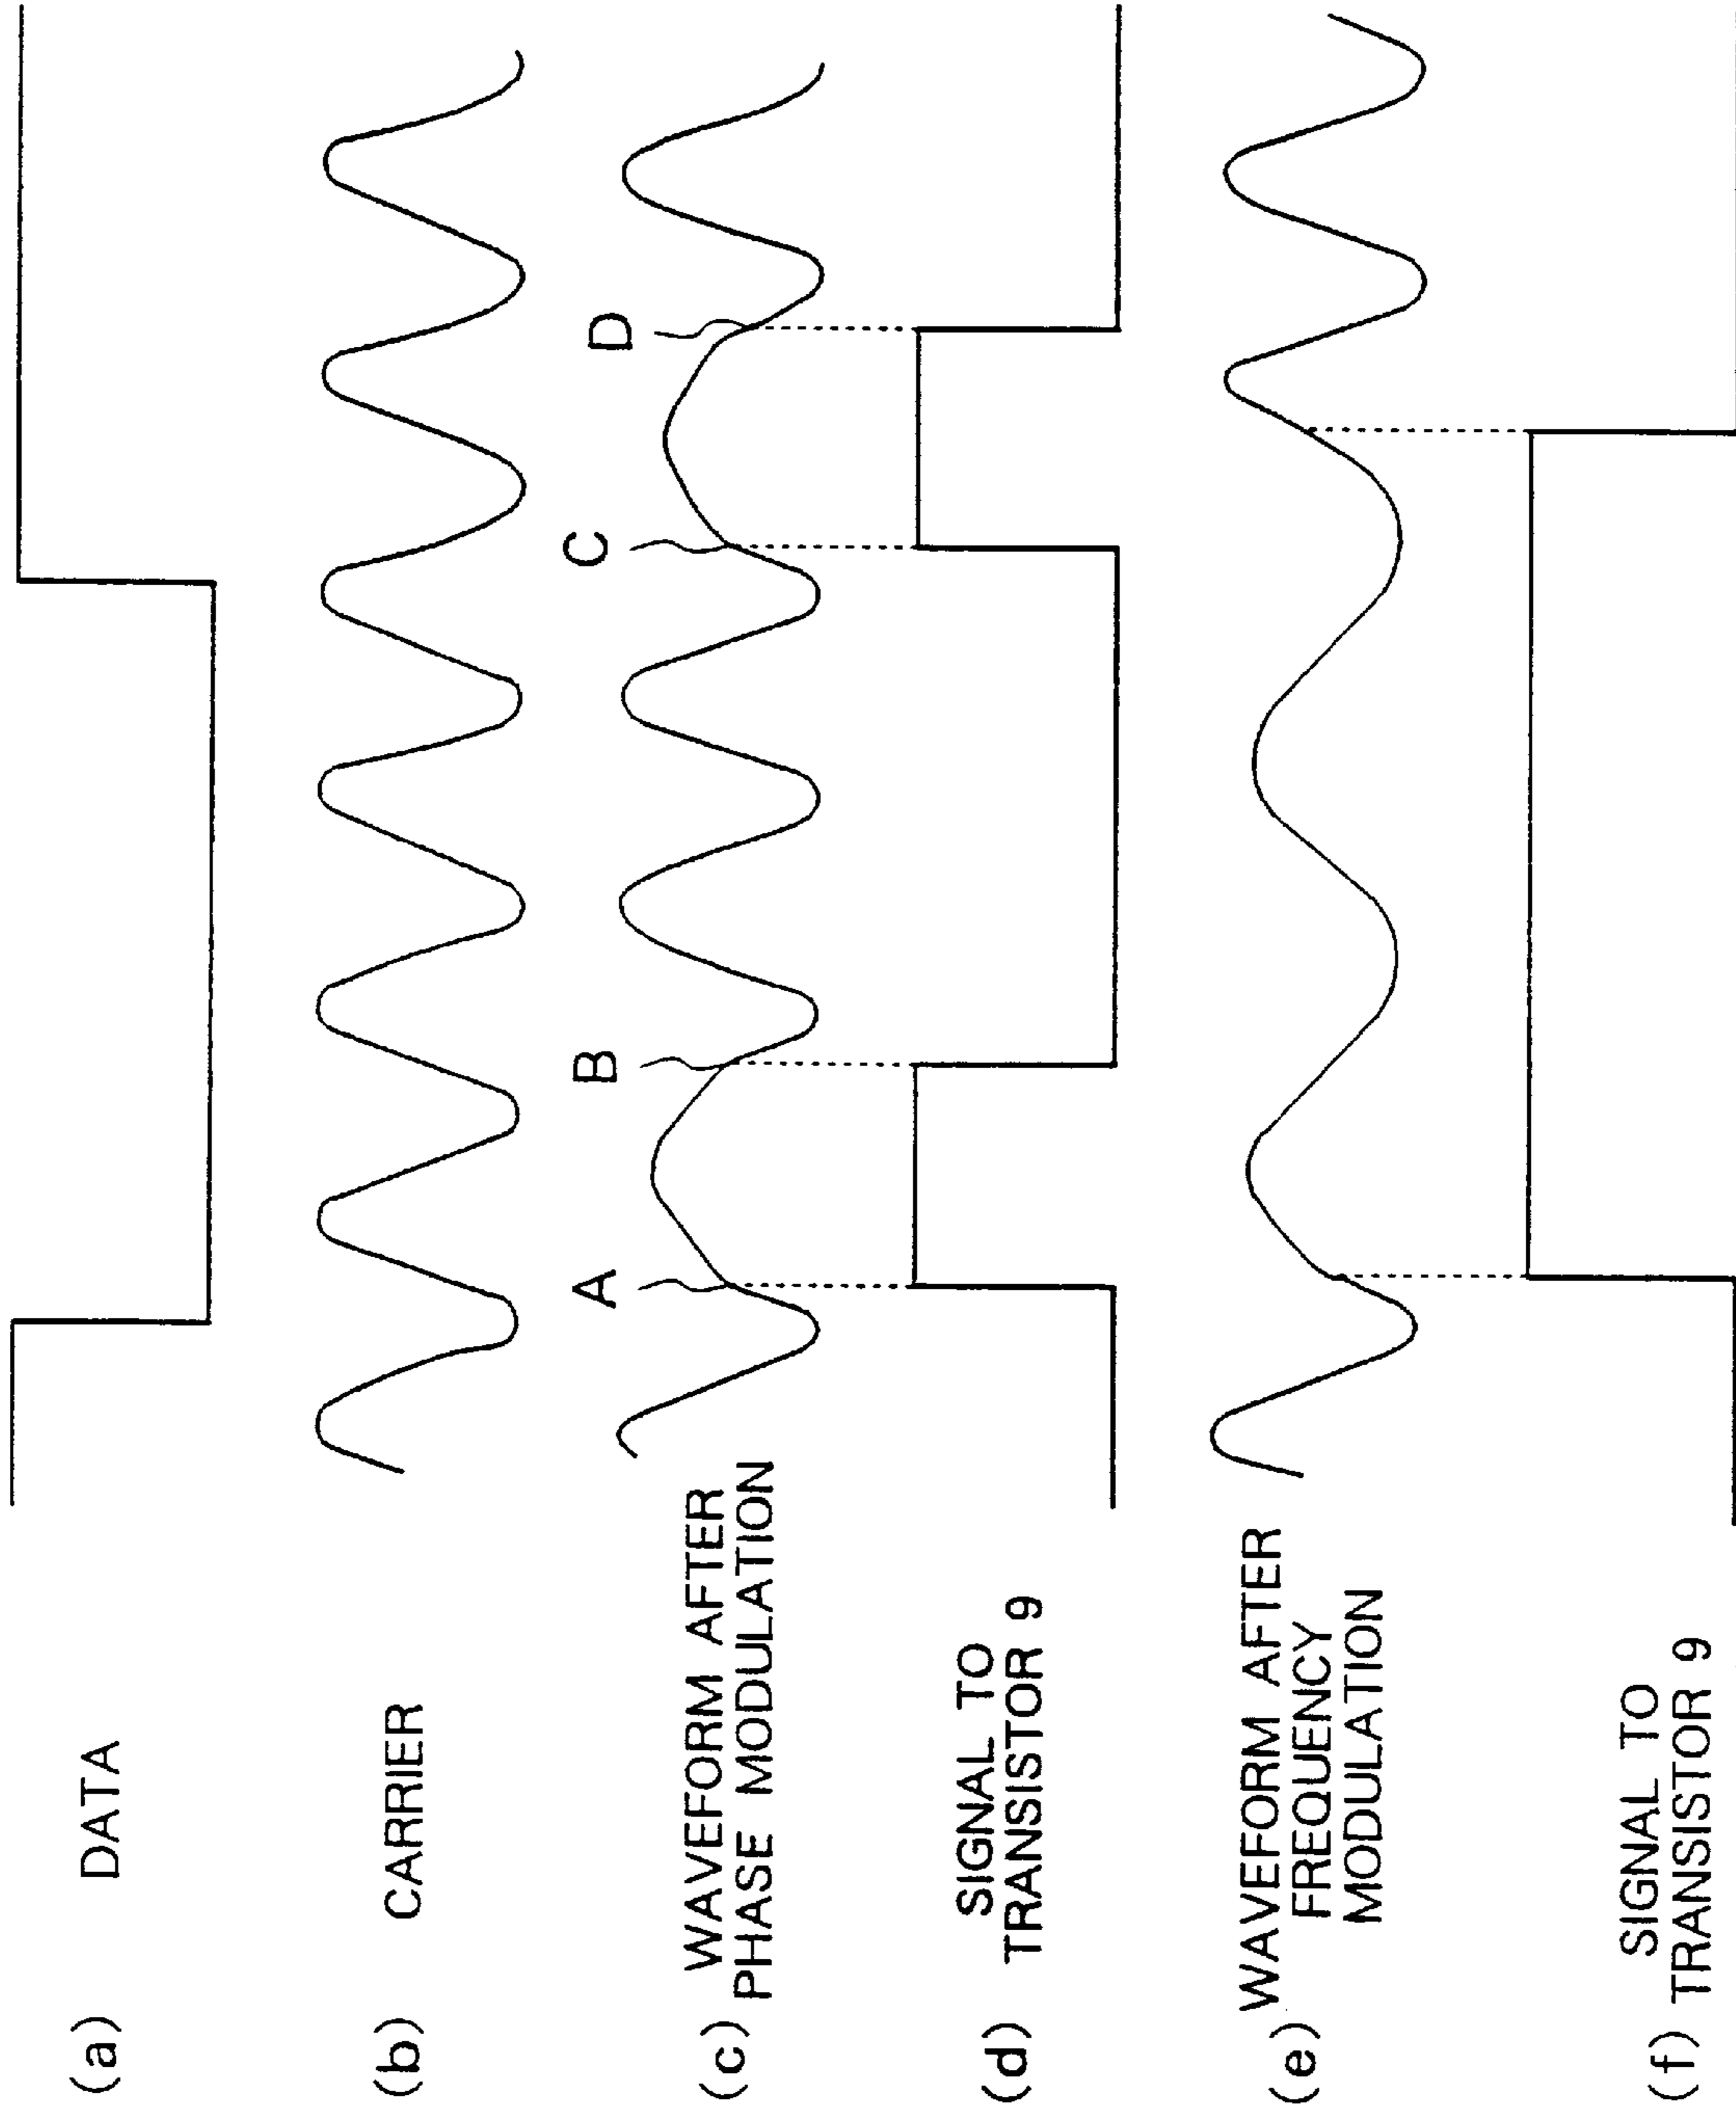 (a) DATA
(b) CARRIER
(c) WAVEFORM AFTER
PHASE MODULATION
A
B
C
D
(d) SIGNAL TO
TRANSISTOR 9
(e) WAVEFORM AFTER
FREQUENCY
MODULATION
(f) SIGNAL TO
TRANSISTOR 9